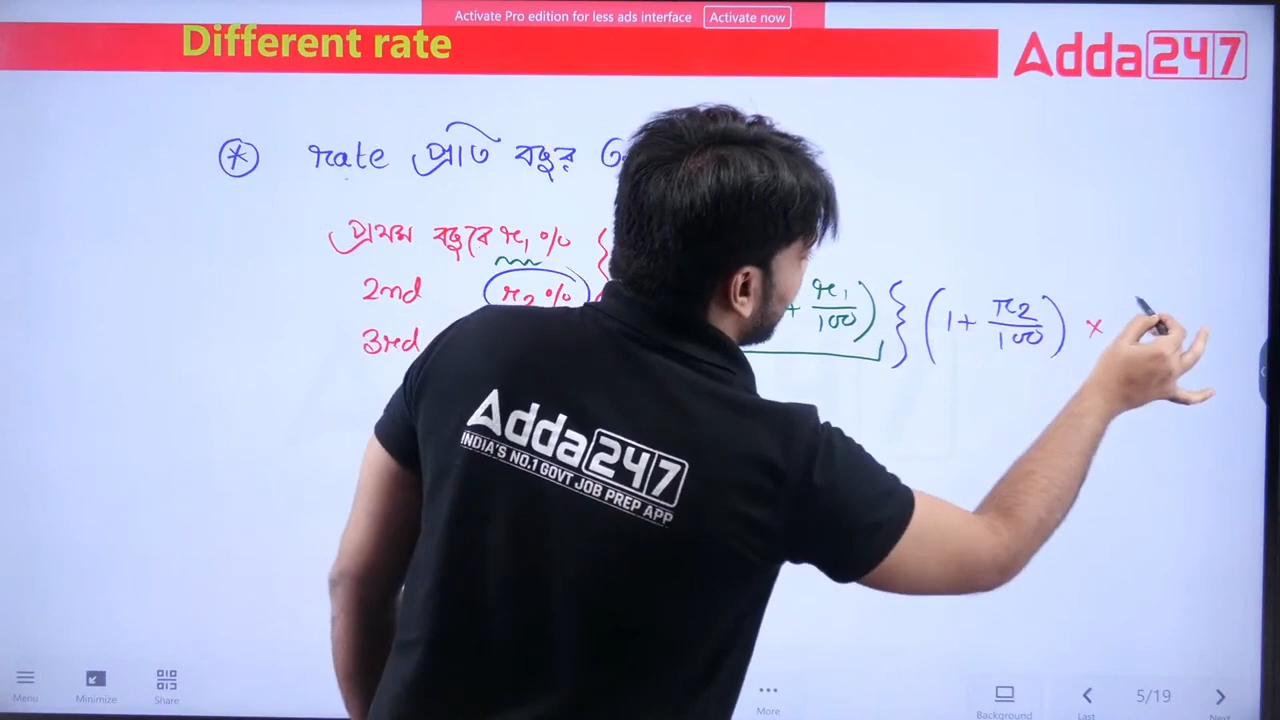 Activate Pro edition for less ads interface Activate now
Different rate
Adda247
* rate প্রতি বছর
প্রথম বছরে r₁%
2nd r₂%
3rd
+ r₁/100) } (1 + r₂/100) ×
Adda247
INDIA'S NO.1 GOVT JOB PREP APP
Menu Minimize Share More Background Last 5/19 Next